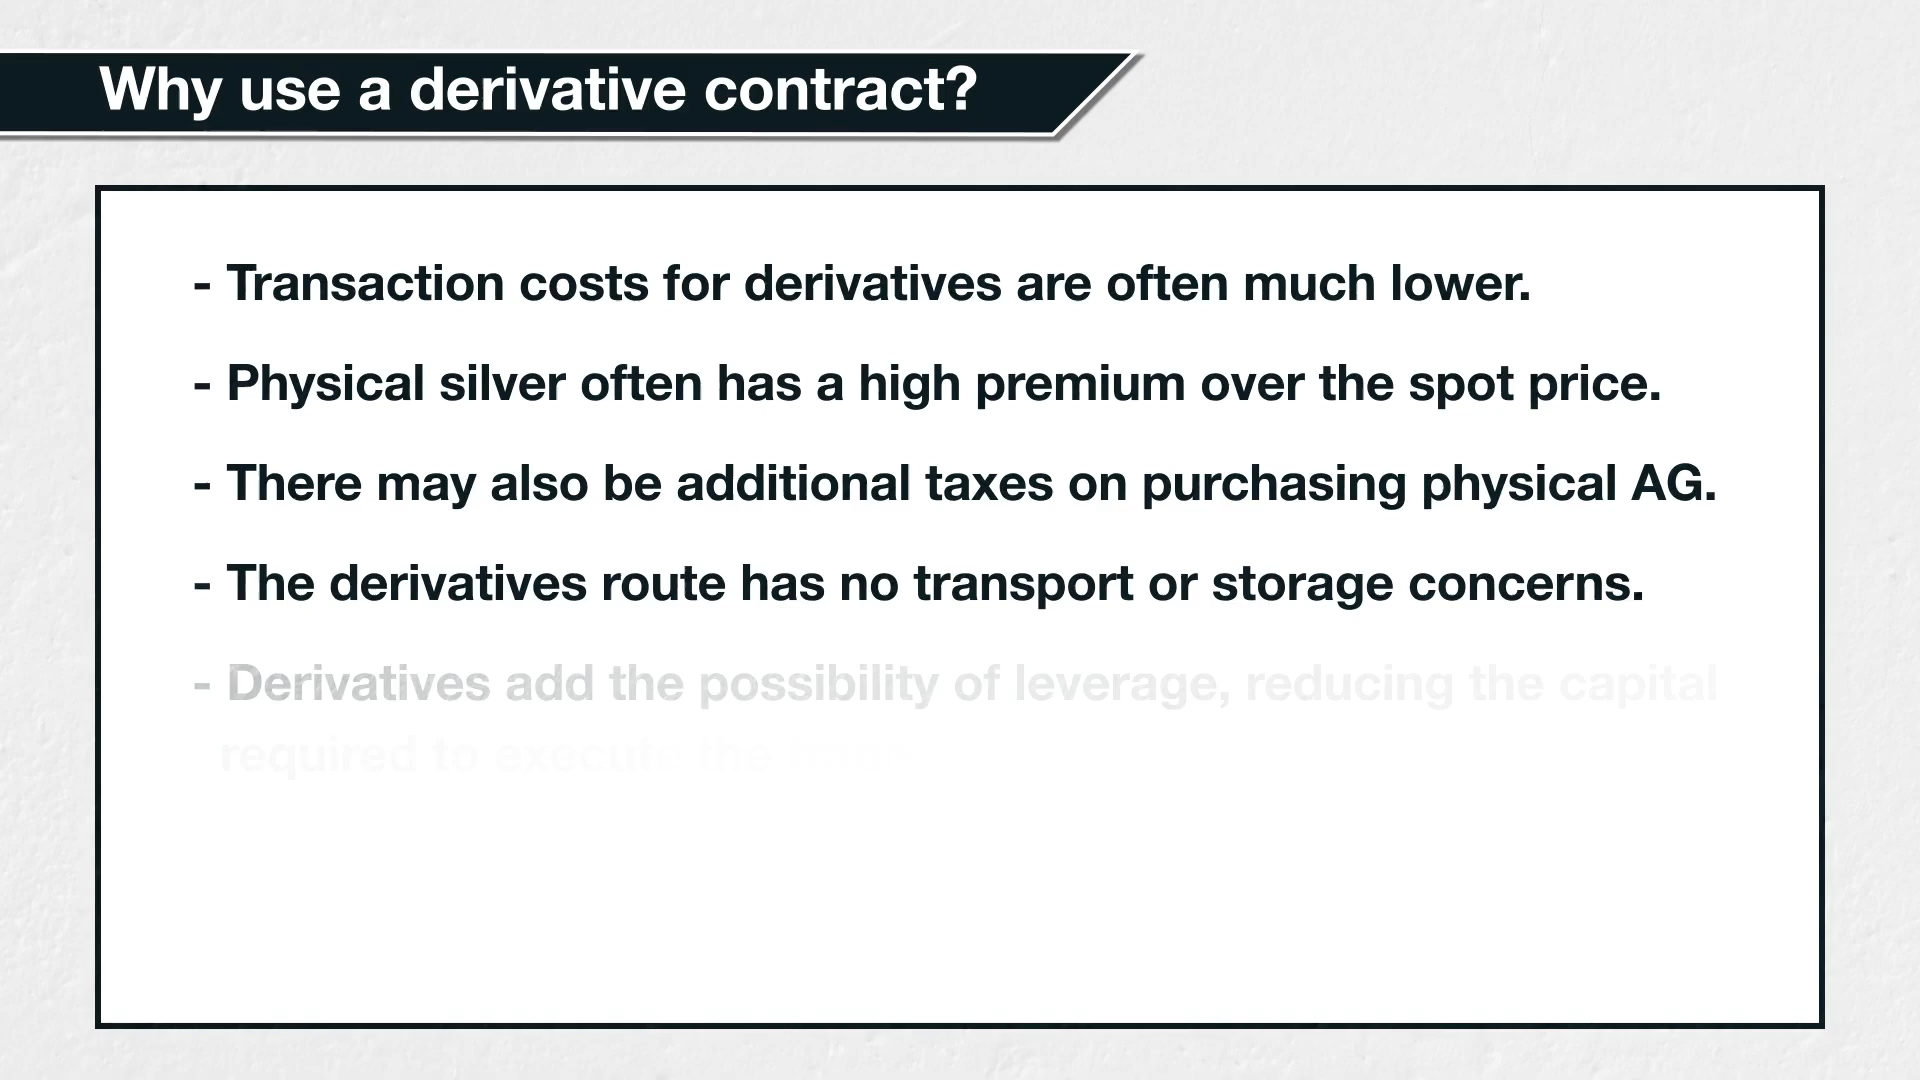 Why use a derivative contract?
- Transaction costs for derivatives are often much lower.
- Physical silver often has a high premium over the spot price.
- There may also be additional taxes on purchasing physical AG.
- The derivatives route has no transport or storage concerns.
- Derivatives add the possibility of leverage, reducing the capital
required to execute the